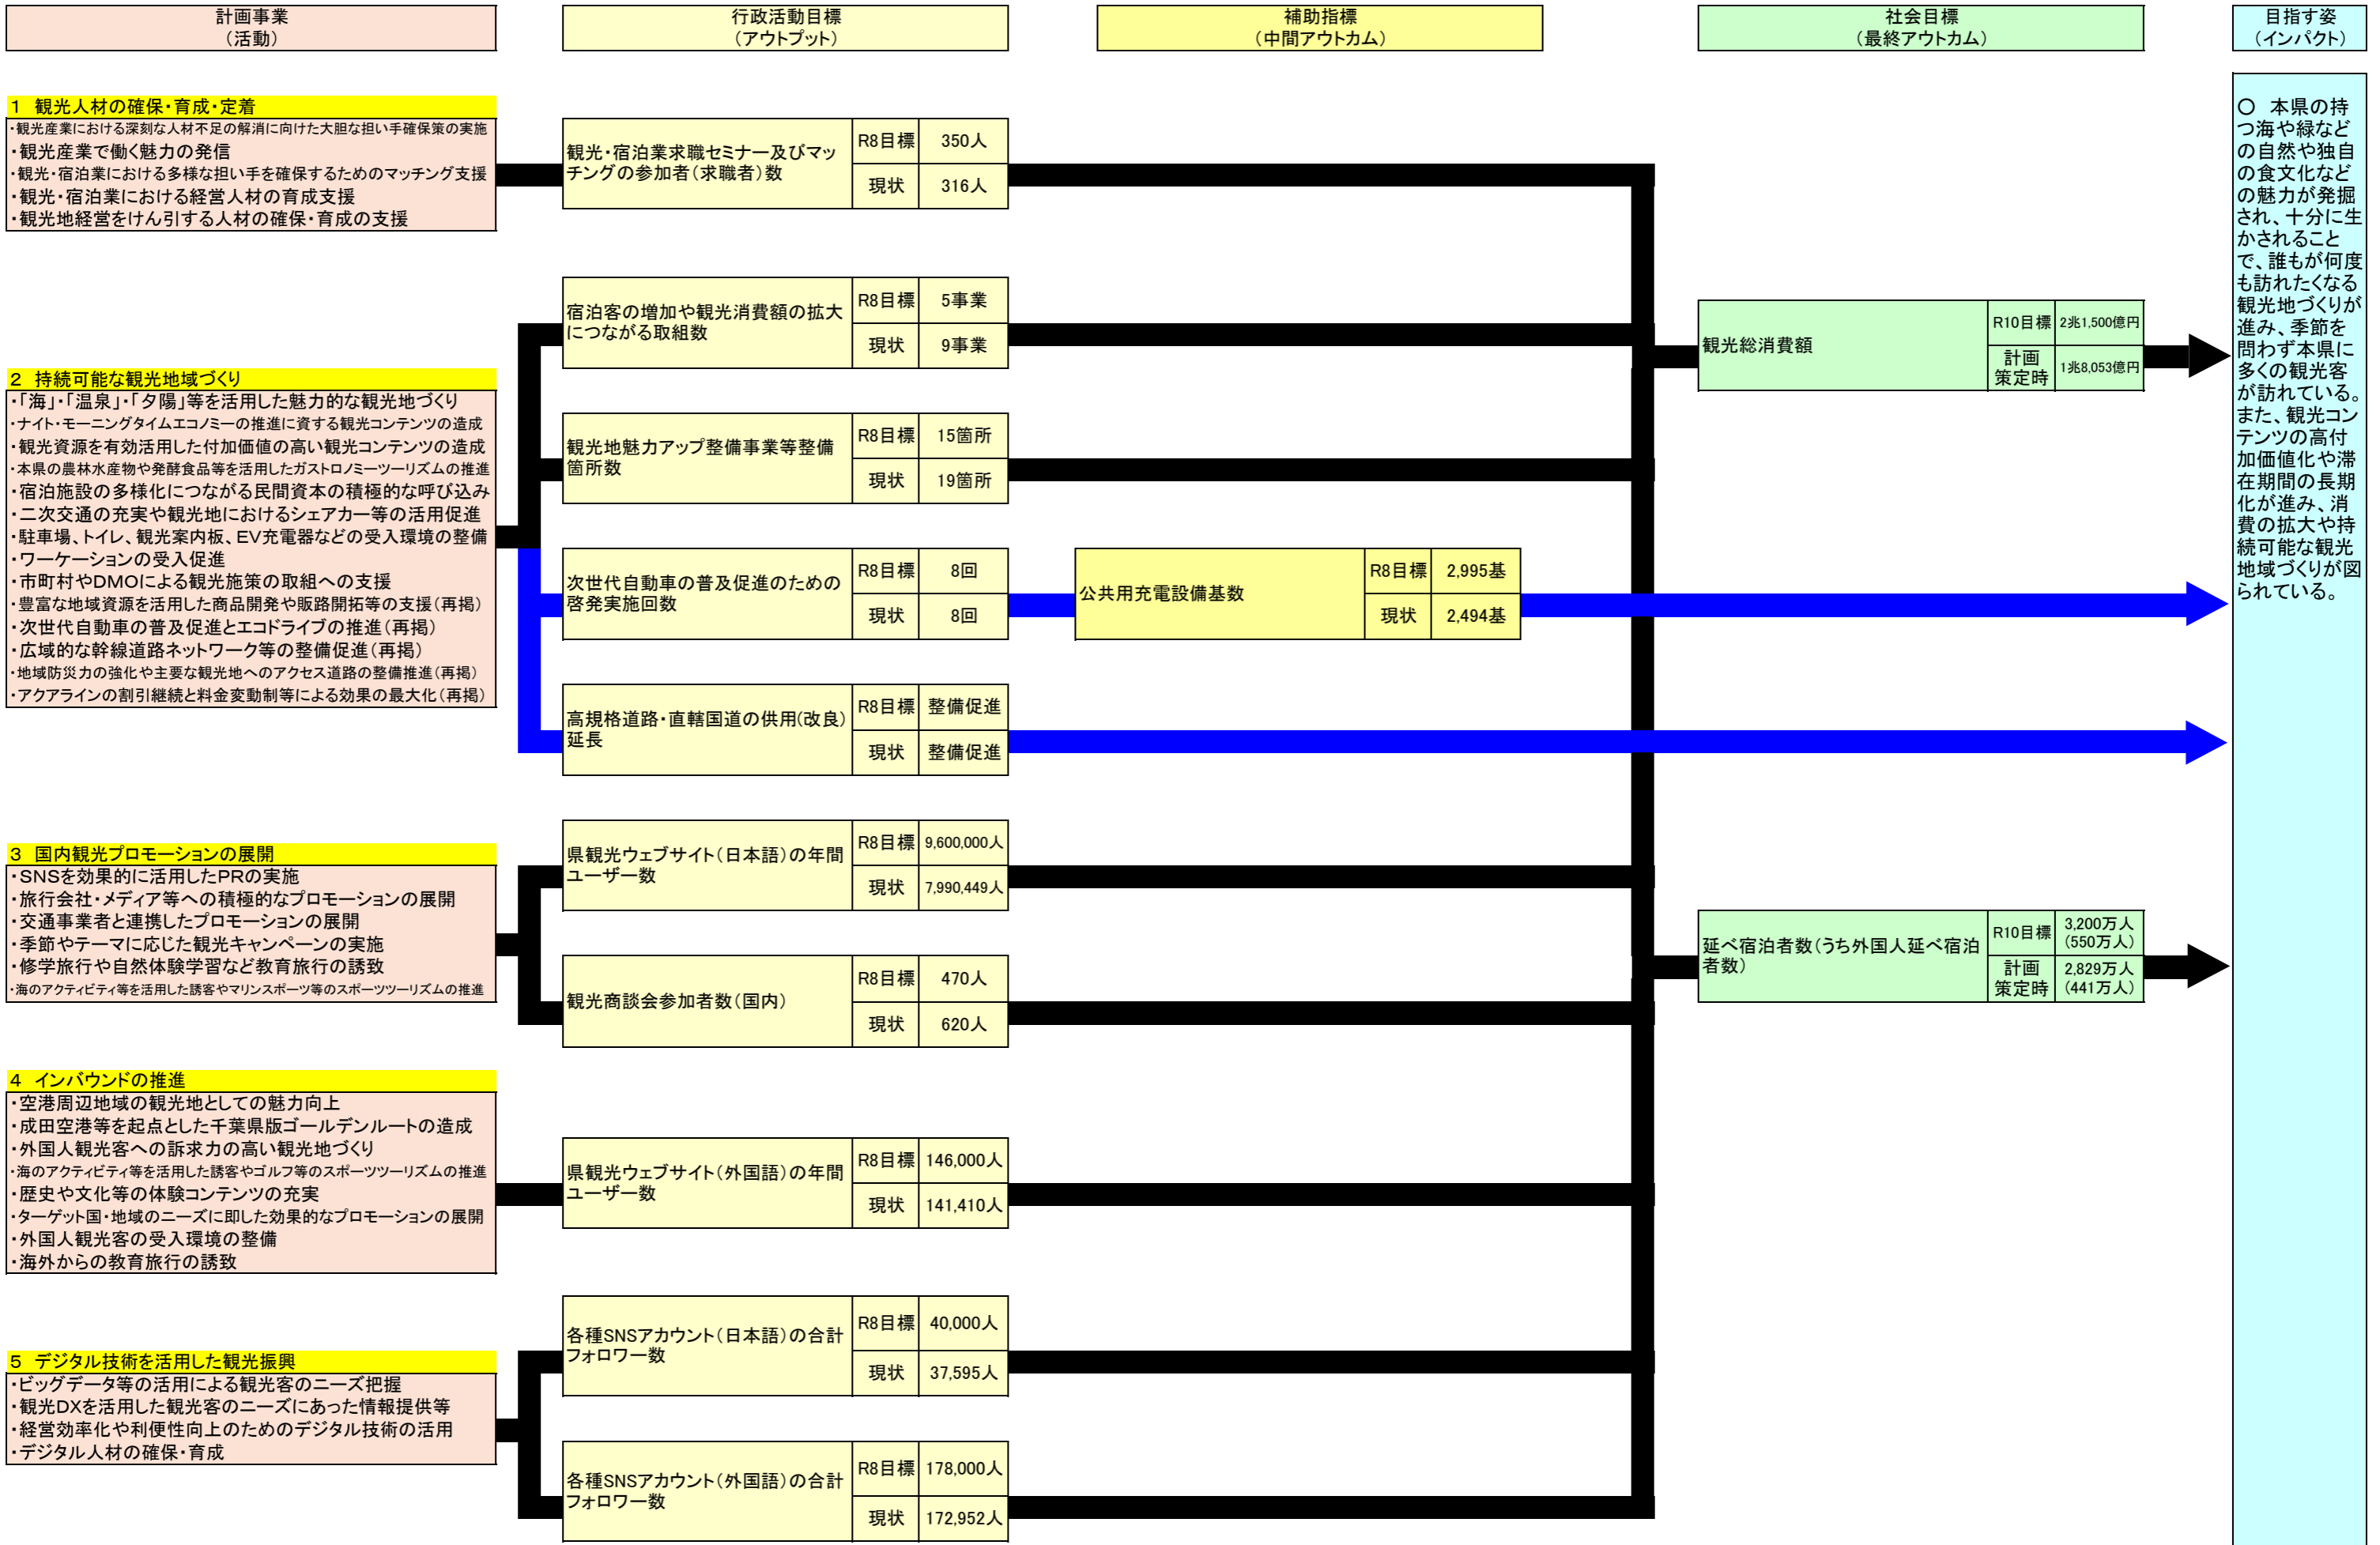 計画事業
（活動）
行政活動目標
（アウトプット）
補助指標
（中間アウトカム）
社会目標
（最終アウトカム）
目指す姿
（インパクト）
１　観光人材の確保・育成・定着
・観光産業における深刻な人材不足の解消に向けた大胆な担い手確保策の実施
・観光産業で働く魅力の発信
・観光・宿泊業における多様な担い手を確保するためのマッチング支援
・観光・宿泊業における経営人材の育成支援
・観光地経営をけん引する人材の確保・育成の支援
観光・宿泊業求職セミナー及びマッ
チングの参加者（求職者）数
R8目標
350人
現状
316人
２　持続可能な観光地域づくり
・「海」・「温泉」・「夕陽」等を活用した魅力的な観光地づくり
・ナイト・モーニングタイムエコノミーの推進に資する観光コンテンツの造成
・観光資源を有効活用した付加価値の高い観光コンテンツの造成
・本県の農林水産物や発酵食品等を活用したガストロノミーツーリズムの推進
・宿泊施設の多様化につながる民間資本の積極的な呼び込み
・二次交通の充実や観光地におけるシェアカー等の活用促進
・駐車場、トイレ、観光案内板、ＥＶ充電器などの受入環境の整備
・ワーケーションの受入促進
・市町村やＤＭＯによる観光施策の取組への支援
・豊富な地域資源を活用した商品開発や販路開拓等の支援（再掲）
・次世代自動車の普及促進とエコドライブの推進（再掲）
・広域的な幹線道路ネットワーク等の整備促進（再掲）
・地域防災力の強化や主要な観光地へのアクセス道路の整備推進（再掲）
・アクアラインの割引継続と料金変動制等による効果の最大化（再掲）
宿泊客の増加や観光消費額の拡大
につながる取組数
R8目標
5事業
現状
9事業
観光地魅力アップ整備事業等整備
箇所数
R8目標
15箇所
現状
19箇所
次世代自動車の普及促進のための
啓発実施回数
R8目標
8回
現状
8回
公共用充電設備基数
R8目標
2,995基
現状
2,494基
高規格道路・直轄国道の供用(改良)
延長
R8目標
整備促進
現状
整備促進
３　国内観光プロモーションの展開
・ＳＮＳを効果的に活用したＰＲの実施
・旅行会社・メディア等への積極的なプロモーションの展開
・交通事業者と連携したプロモーションの展開
・季節やテーマに応じた観光キャンペーンの実施
・修学旅行や自然体験学習など教育旅行の誘致
・海のアクティビティ等を活用した誘客やマリンスポーツ等のスポーツツーリズムの推進
県観光ウェブサイト（日本語）の年間
ユーザー数
R8目標
9,600,000人
現状
7,990,449人
観光商談会参加者数（国内）
R8目標
470人
現状
620人
４　インバウンドの推進
・空港周辺地域の観光地としての魅力向上
・成田空港等を起点とした千葉県版ゴールデンルートの造成
・外国人観光客への訴求力の高い観光地づくり
・海のアクティビティ等を活用した誘客やゴルフ等のスポーツツーリズムの推進
・歴史や文化等の体験コンテンツの充実
・ターゲット国・地域のニーズに即した効果的なプロモーションの展開
・外国人観光客の受入環境の整備
・海外からの教育旅行の誘致
県観光ウェブサイト（外国語）の年間
ユーザー数
R8目標
146,000人
現状
141,410人
５　デジタル技術を活用した観光振興
・ビッグデータ等の活用による観光客のニーズ把握
・観光DXを活用した観光客のニーズにあった情報提供等
・経営効率化や利便性向上のためのデジタル技術の活用
・デジタル人材の確保・育成
各種SNSアカウント（日本語）の合計
フォロワー数
R8目標
40,000人
現状
37,595人
各種SNSアカウント（外国語）の合計
フォロワー数
R8目標
178,000人
現状
172,952人
観光総消費額
R10目標
2兆1,500億円
計画
策定時
1兆8,053億円
延べ宿泊者数（うち外国人延べ宿泊
者数）
R10目標
3,200万人
（550万人）
計画
策定時
2,829万人
（441万人）
○　本県の持
つ海や緑など
の自然や独自
の食文化など
の魅力が発掘
され、十分に生
かされること
で、誰もが何度
も訪れたくなる
観光地づくりが
進み、季節を
問わず本県に
多くの観光客
が訪れている。
また、観光コン
テンツの高付
加価値化や滞
在期間の長期
化が進み、消
費の拡大や持
続可能な観光
地域づくりが図
られている。